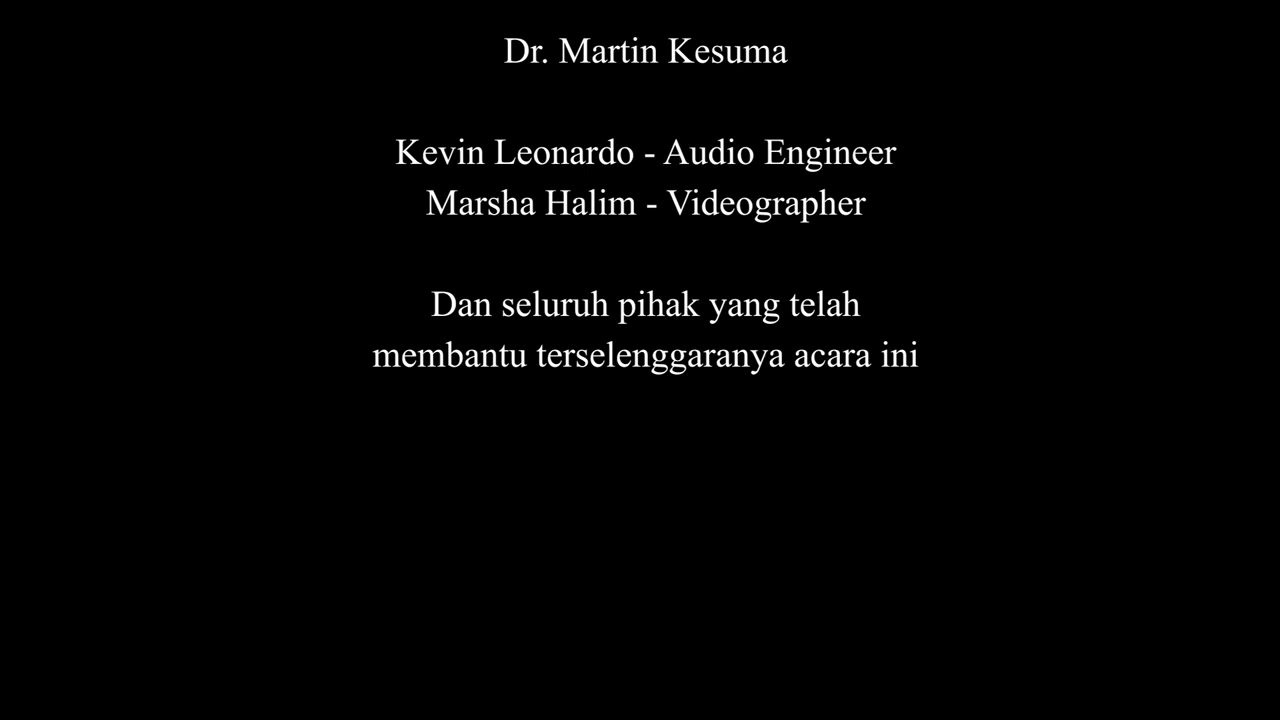 Dr. Martin Kesuma
Kevin Leonardo - Audio Engineer
Marsha Halim - Videographer
Dan seluruh pihak yang telah
membantu terselenggaranya acara ini